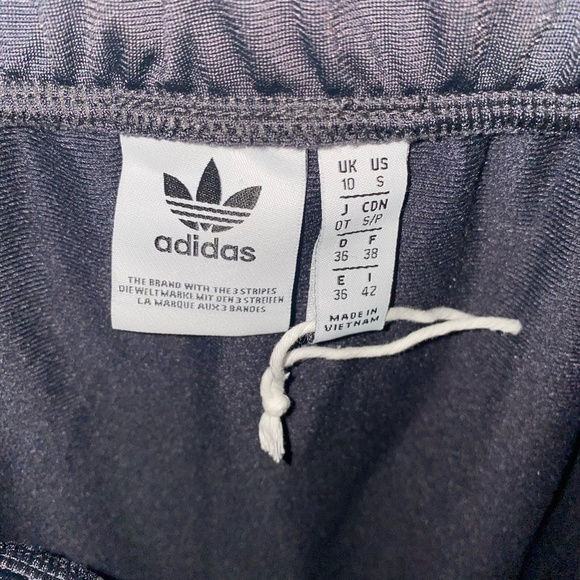 adidas
THE BRAND WITH THE 3 STRIPES
DIE WELTMARKE MIT DEN 3 STREIFEN
LA MARQUE AUX 3 BANDES
UK US
10 S
J CDN
OT S/P
D F
36 38
E I
36 42
MADE IN
VIETNAM